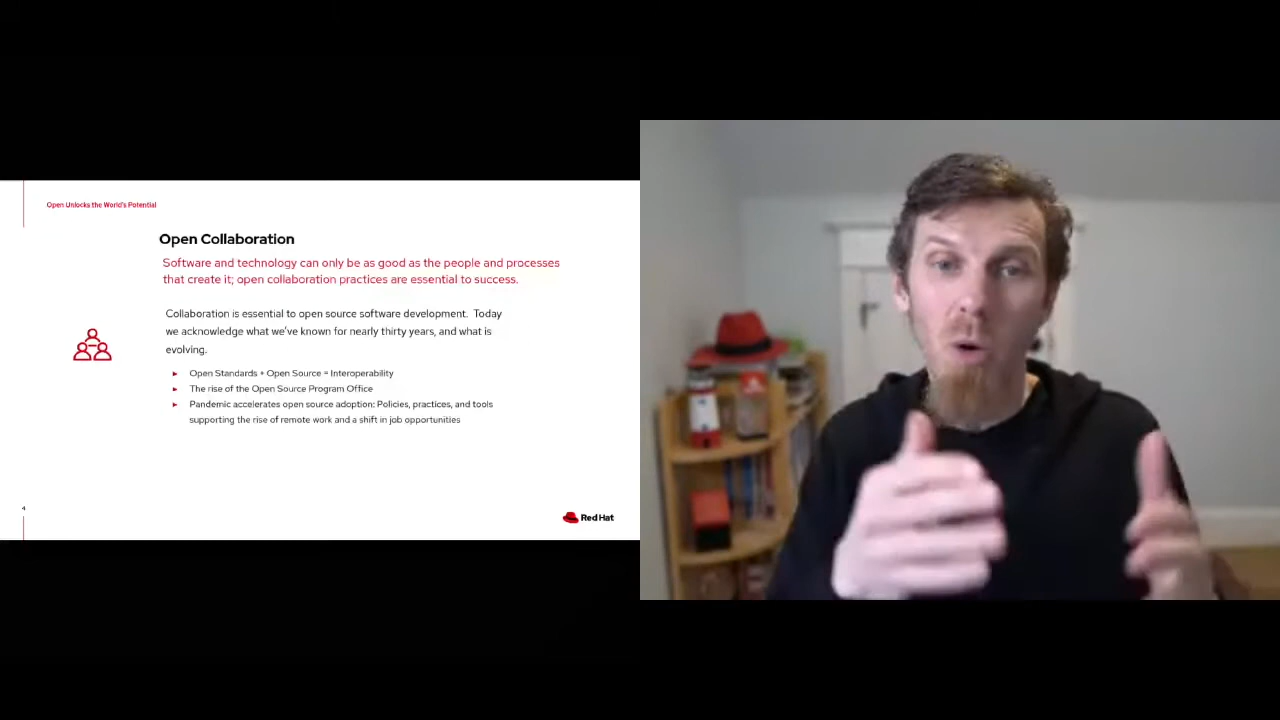 Open Unlocks the World's Potential
Open Collaboration
Software and technology can only be as good as the people and processes
that create it; open collaboration practices are essential to success.
Collaboration is essential to open source software development.  Today
we acknowledge what we've known for nearly thirty years, and what is
evolving.
► Open Standards + Open Source = Interoperability
► The rise of the Open Source Program Office
► Pandemic accelerates open source adoption: Policies, practices, and tools
supporting the rise of remote work and a shift in job opportunities
4
Red Hat